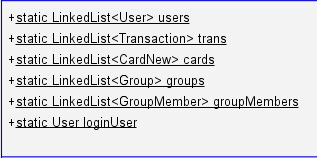 +static LinkedList<User> users
+static LinkedList<Transaction> trans
+static LinkedList<CardNew> cards
+static LinkedList<Group> groups
+static LinkedList<GroupMember> groupMembers
+static User loginUser